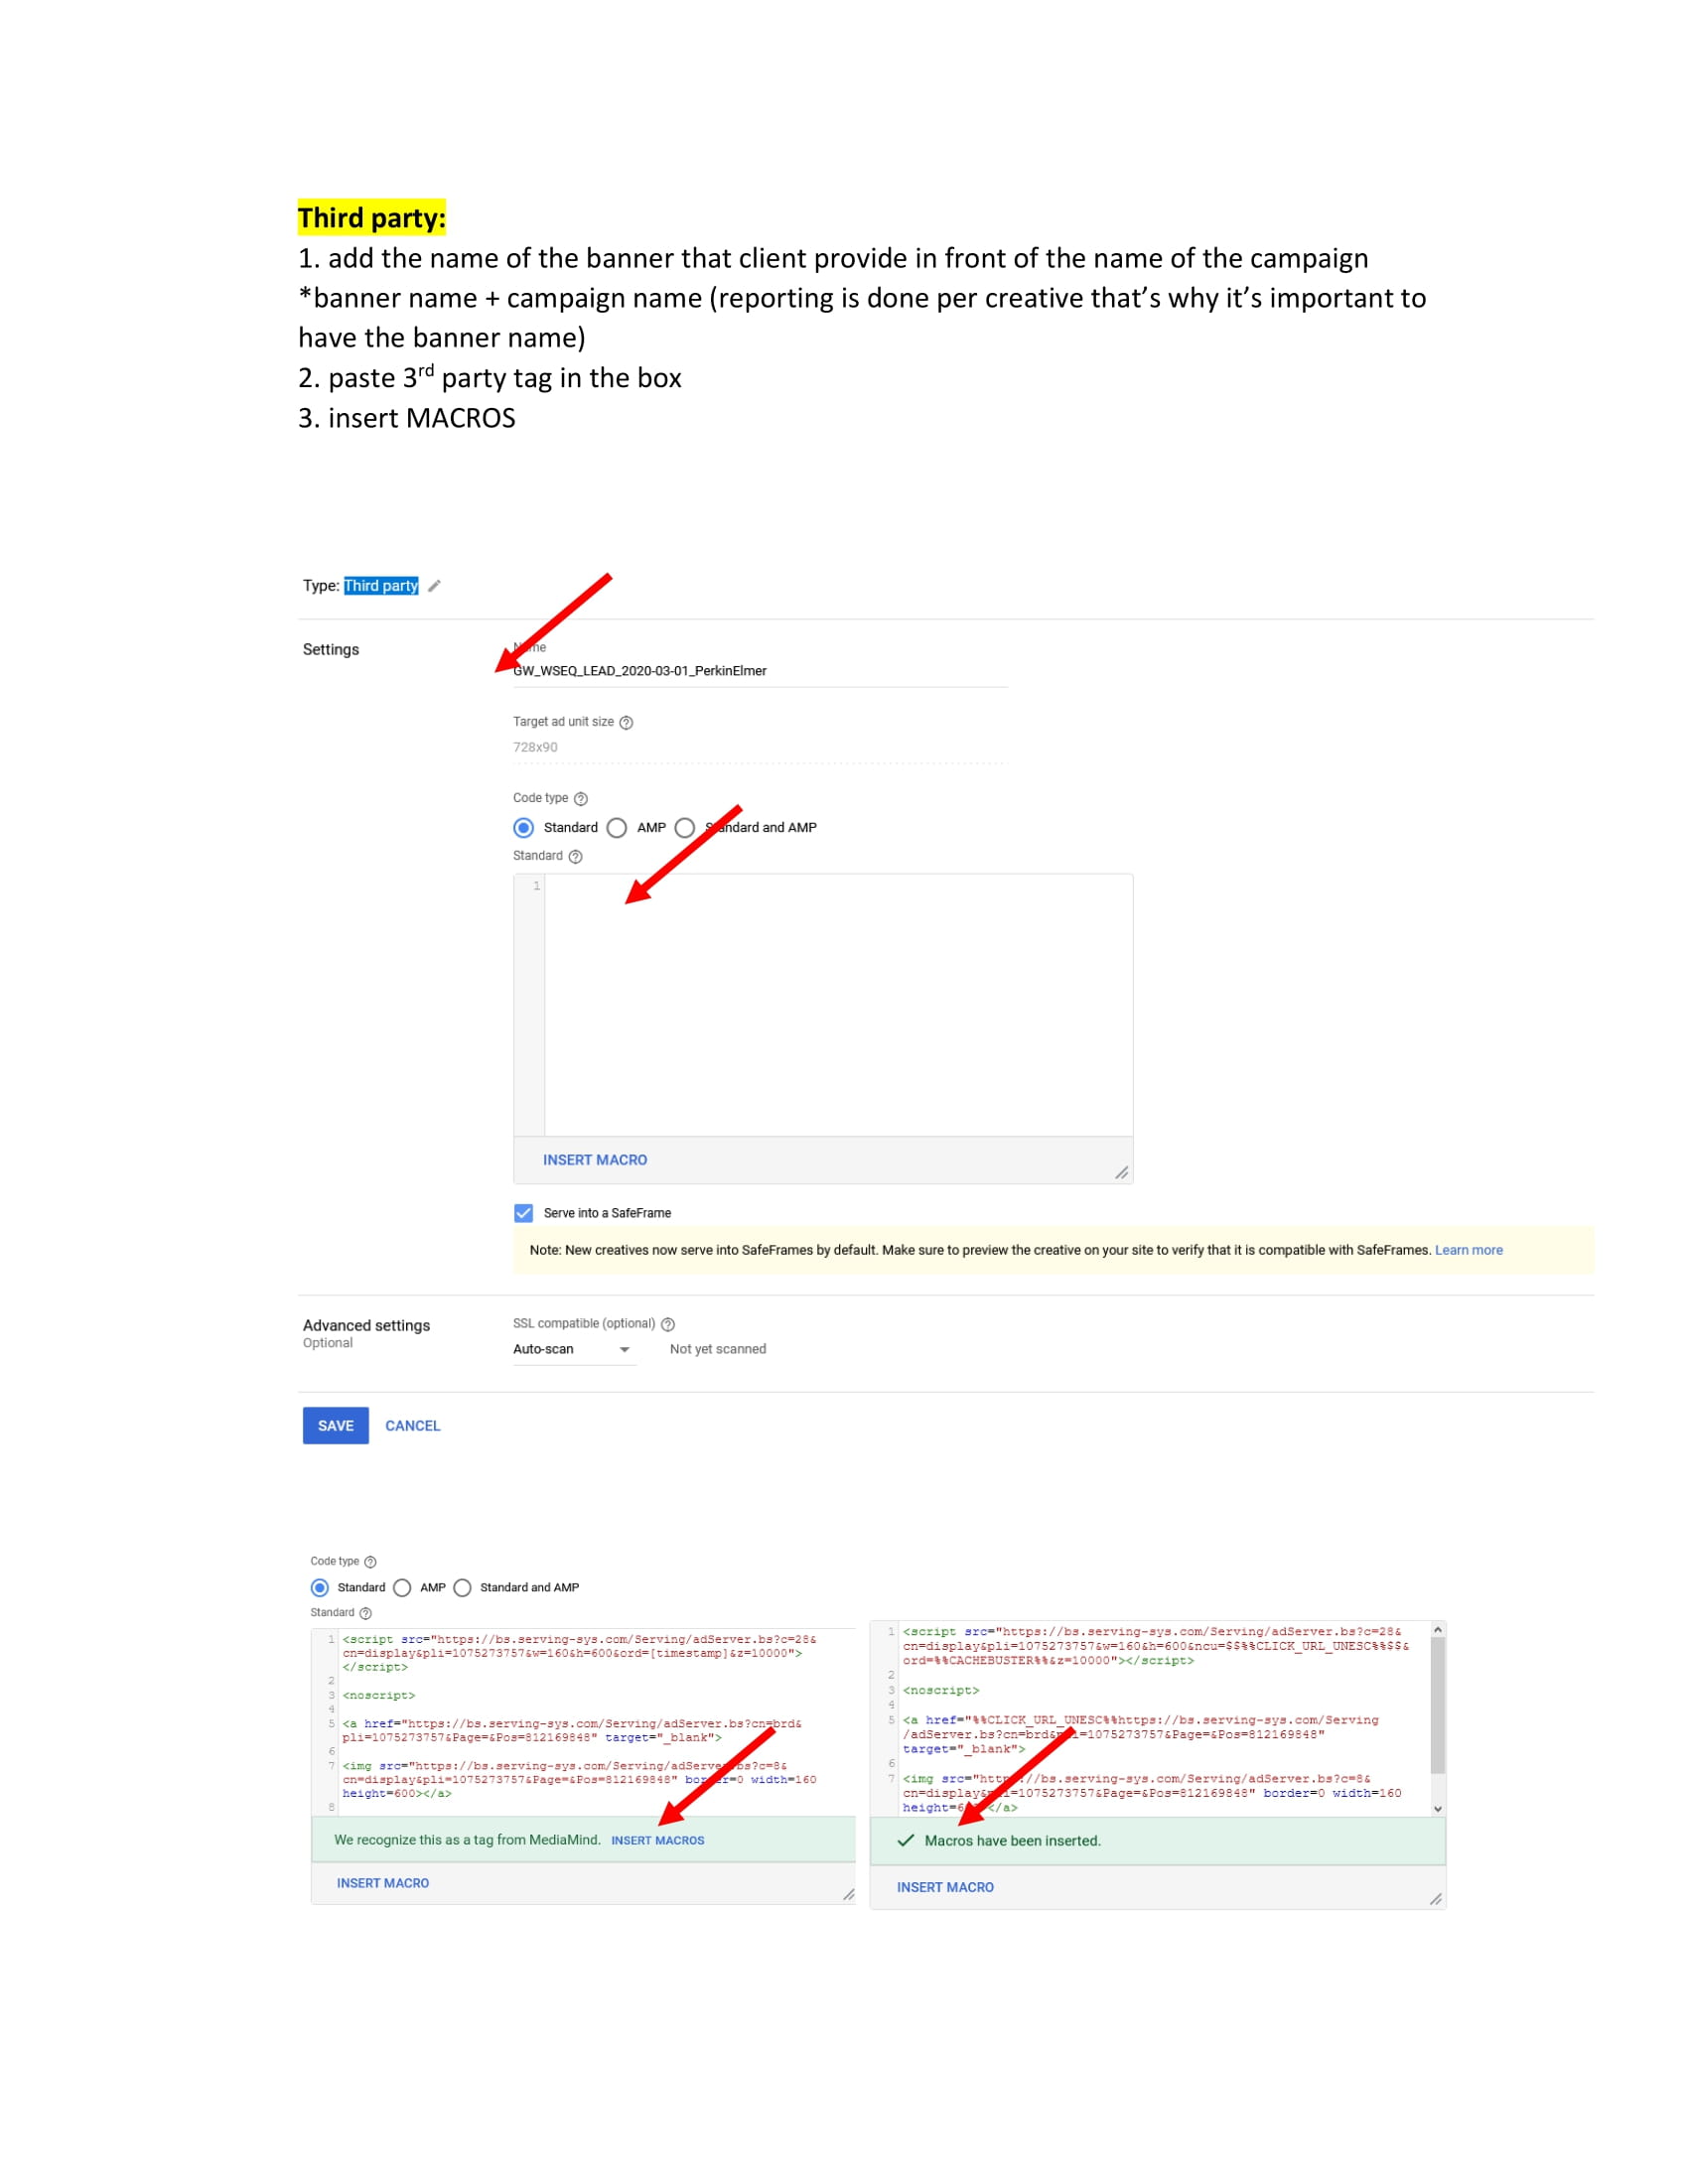 Third party:
1. add the name of the banner that client provide in front of the name of the campaign
*banner name + campaign name (reporting is done per creative that’s why it’s important to
have the banner name)
2. paste 3rd party tag in the box
3. insert MACROS
Type: Third party
Settings
Name
GW_WSEQ_LEAD_2020-03-01_PerkinElmer
Target ad unit size
728x90
Code type
Standard AMP Standard and AMP
Standard
1
INSERT MACRO
Serve into a SafeFrame
Note: New creatives now serve into SafeFrames by default. Make sure to preview the creative on your site to verify that it is compatible with SafeFrames. Learn more
Advanced settings
Optional
SSL compatible (optional)
Auto-scan Not yet scanned
SAVE CANCEL
Code type
Standard AMP Standard and AMP
Standard
1 <script src="https://bs.serving-sys.com/Serving/adServer.bs?c=28&
cn=display&pli=1075273757&w=160&h=600&ord=[timestamp]&z=10000">
</script>
2
3 <noscript>
4
5 <a href="https://bs.serving-sys.com/Serving/adServer.bs?cn=brd&
pli=1075273757&Page=&Pos=812169848" target="_blank">
6
7 <img src="https://bs.serving-sys.com/Serving/adServer.bs?c=8&
cn=display&pli=1075273757&Page=&Pos=812169848" border=0 width=160
height=600></a>
8
We recognize this as a tag from MediaMind. INSERT MACROS
INSERT MACRO
1 <script src="https://bs.serving-sys.com/Serving/adServer.bs?c=28&
cn=display&pli=1075273757&w=160&h=600&ncu=$$%%CLICK_URL_UNESC%%$$&
ord=%%CACHEBUSTER%%&z=10000"></script>
2
3 <noscript>
4
5 <a href="%%CLICK_URL_UNESC%%https://bs.serving-sys.com/Serving
/adServer.bs?cn=brd&pli=1075273757&Page=&Pos=812169848"
target="_blank">
6
7 <img src="https://bs.serving-sys.com/Serving/adServer.bs?c=8&
cn=display&pli=1075273757&Page=&Pos=812169848" border=0 width=160
height=600></a>
Macros have been inserted.
INSERT MACRO